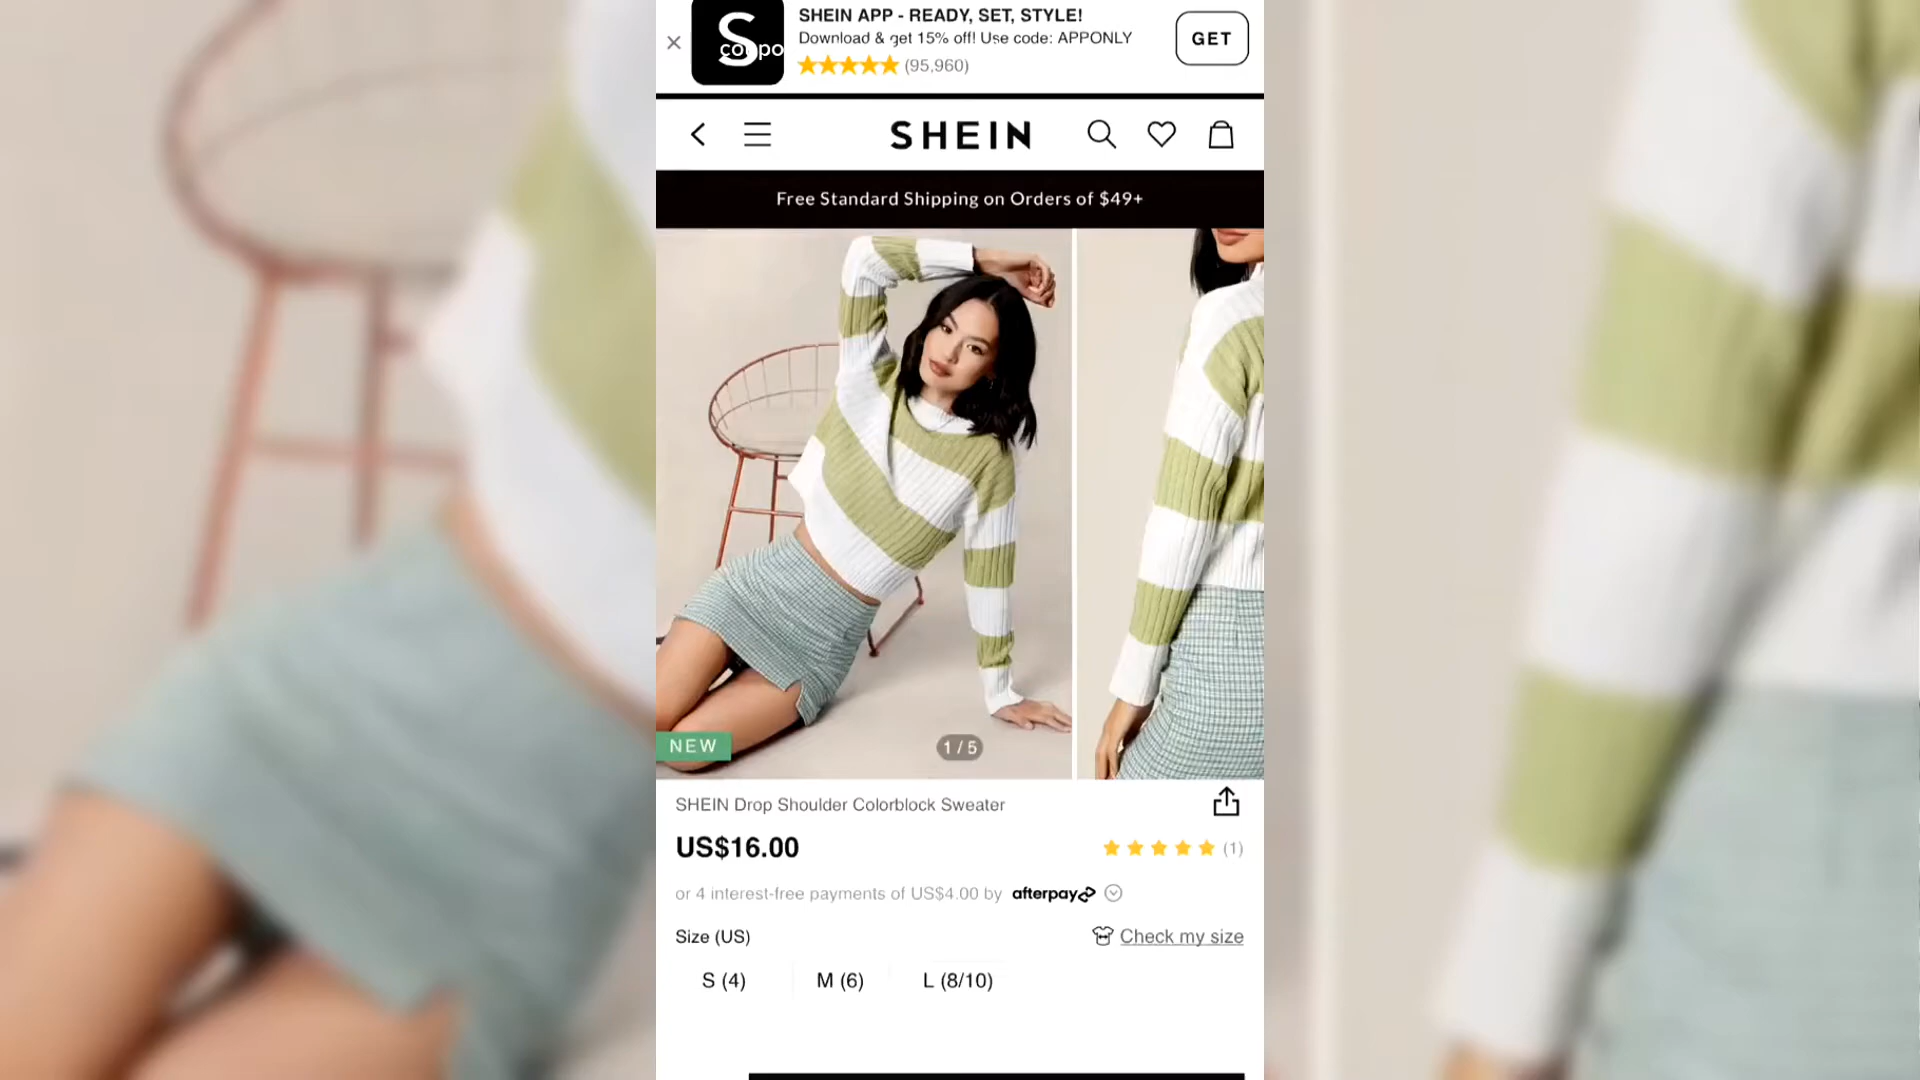 SHEIN APP - READY, SET, STYLE!
Download & get 15% off! Use code: APPONLY
(95,960)
GET
S
coupo
SHEIN
Free Standard Shipping on Orders of $49+
NEW
1 / 5
SHEIN Drop Shoulder Colorblock Sweater
US$16.00
(1)
or 4 interest-free payments of US$4.00 by afterpay
Size (US)
Check my size
S (4)
M (6)
L (8/10)